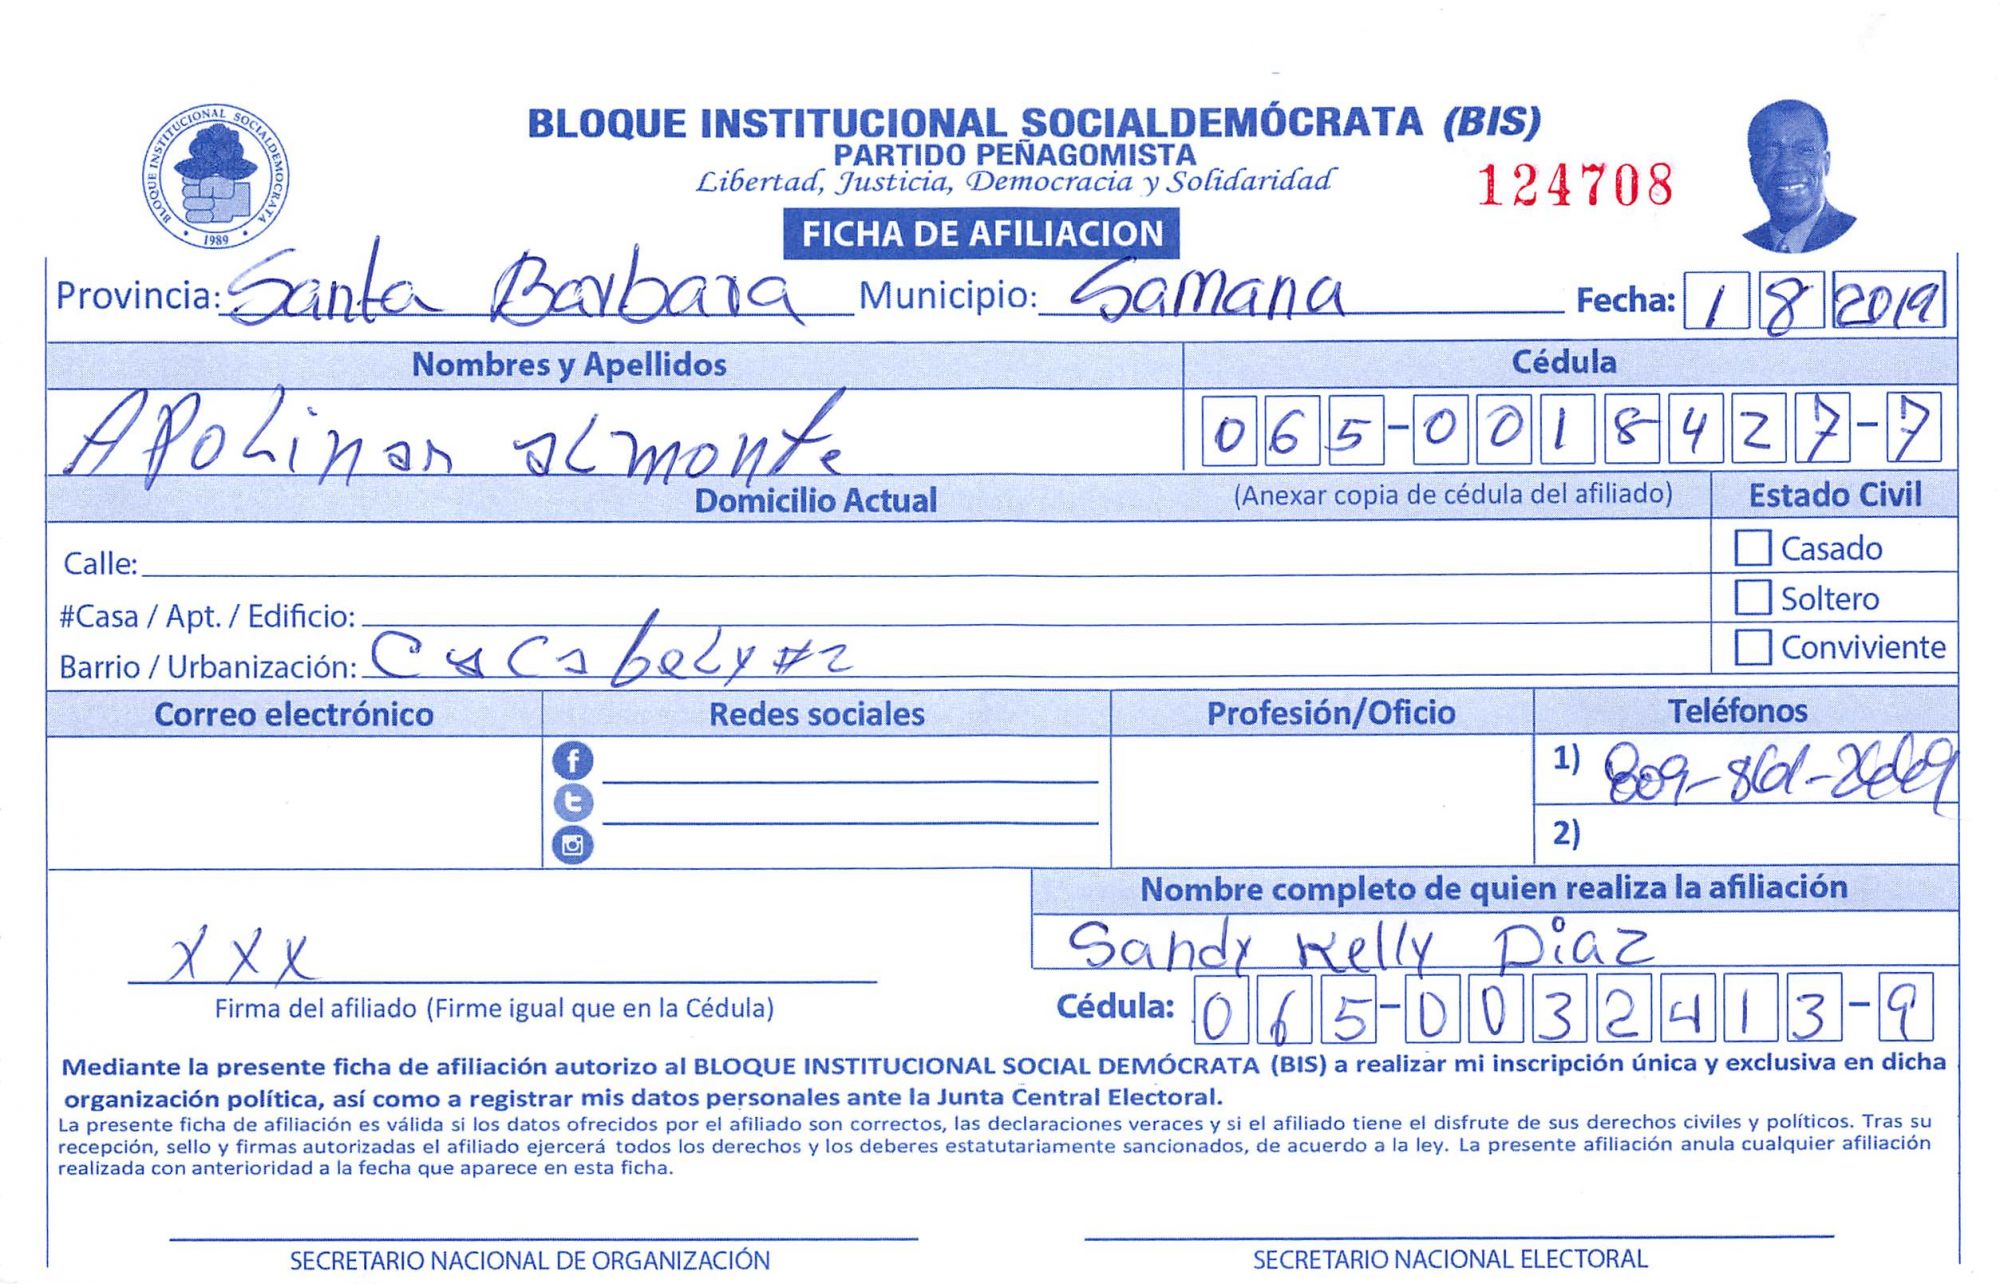 BLOQUE INSTITUCIONAL SOCIALDEMÓCRATA (BIS)
PARTIDO PEÑAGOMISTA
Libertad, Justicia, Democracia y Solidaridad
124708
BLOQUE INSTITUCIONAL SOCIALDEMOCRATA
1989
FICHA DE AFILIACION
Provincia: Santa Barbara Municipio: Samana Fecha: 1 8 2019
Nombres y Apellidos Cédula
Apolinar almonte 065-0018427-7
Domicilio Actual (Anexar copia de cédula del afiliado) Estado Civil
Calle: Casado
#Casa / Apt. / Edificio: Soltero
Barrio / Urbanización: #2 Conviviente
Correo electrónico Redes sociales Profesión/Oficio Teléfonos
1) 809-861-2669
2)
Nombre completo de quien realiza la afiliación
xxx Sandy Kelly Diaz
Firma del afiliado (Firme igual que en la Cédula) Cédula: 065-0032413-9
Mediante la presente ficha de afiliación autorizo al BLOQUE INSTITUCIONAL SOCIAL DEMÓCRATA (BIS) a realizar mi inscripción única y exclusiva en dicha
organización política, así como a registrar mis datos personales ante la Junta Central Electoral.
La presente ficha de afiliación es válida si los datos ofrecidos por el afiliado son correctos, las declaraciones veraces y si el afiliado tiene el disfrute de sus derechos civiles y políticos. Tras su
recepción, sello y firmas autorizadas el afiliado ejercerá todos los derechos y los deberes estatutariamente sancionados, de acuerdo a la ley. La presente afiliación anula cualquier afiliación
realizada con anterioridad a la fecha que aparece en esta ficha.
SECRETARIO NACIONAL DE ORGANIZACIÓN SECRETARIO NACIONAL ELECTORAL